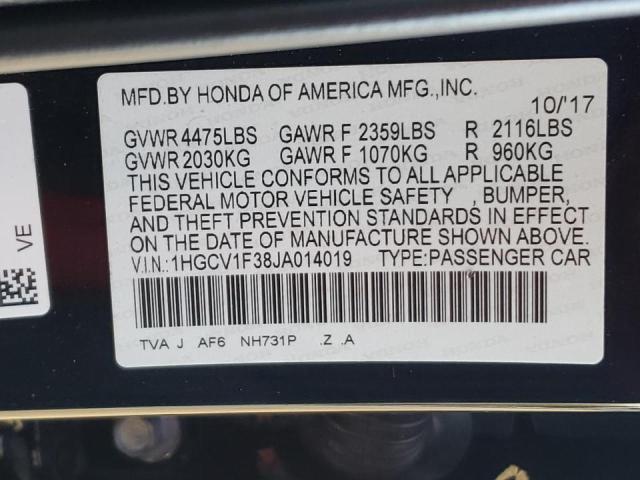 MFD.BY HONDA OF AMERICA MFG.,INC.
10/'17
GVWR 4475LBS GAWR F 2359LBS R 2116LBS
GVWR 2030KG GAWR F 1070KG R 960KG
THIS VEHICLE CONFORMS TO ALL APPLICABLE
FEDERAL MOTOR VEHICLE SAFETY , BUMPER,
AND THEFT PREVENTION STANDARDS IN EFFECT
ON THE DATE OF MANUFACTURE SHOWN ABOVE.
V.I.N.:1HGCV1F38JA014019 TYPE:PASSENGER CAR
TVA J AF6 NH731P .Z .A
VE